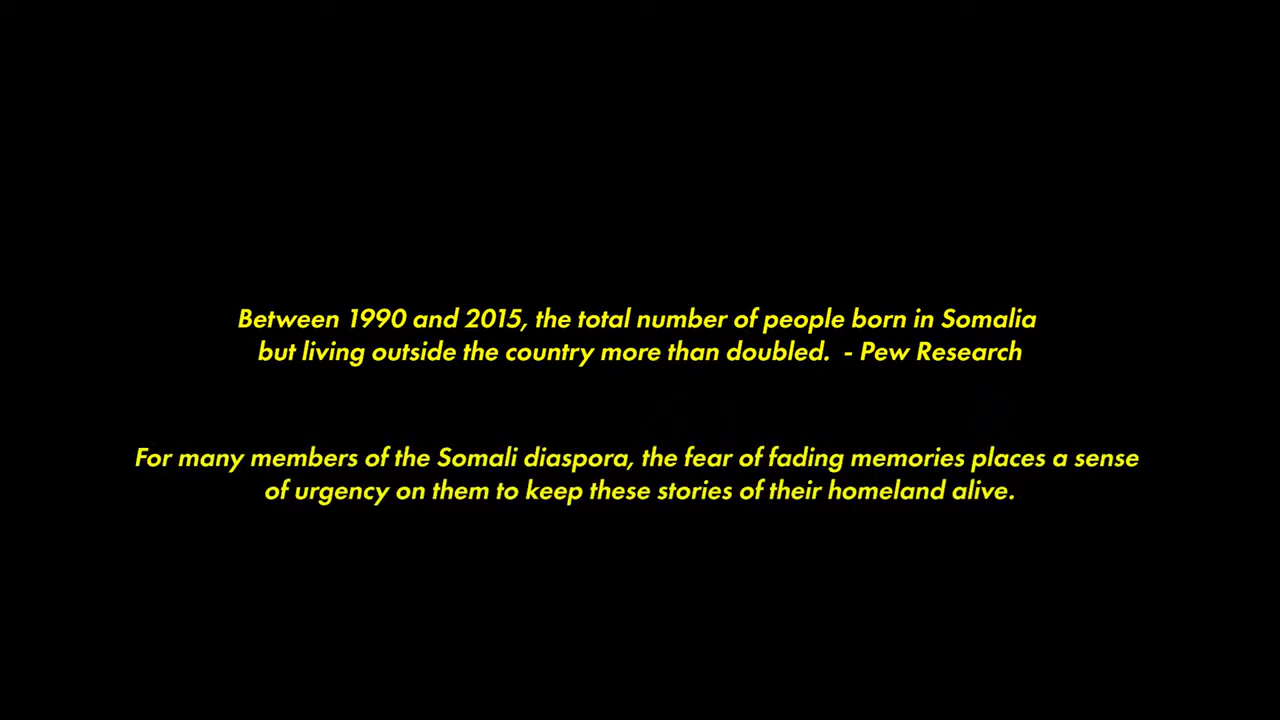 Between 1990 and 2015, the total number of people born in Somalia
but living outside the country more than doubled.  - Pew Research
For many members of the Somali diaspora, the fear of fading memories places a sense
of urgency on them to keep these stories of their homeland alive.